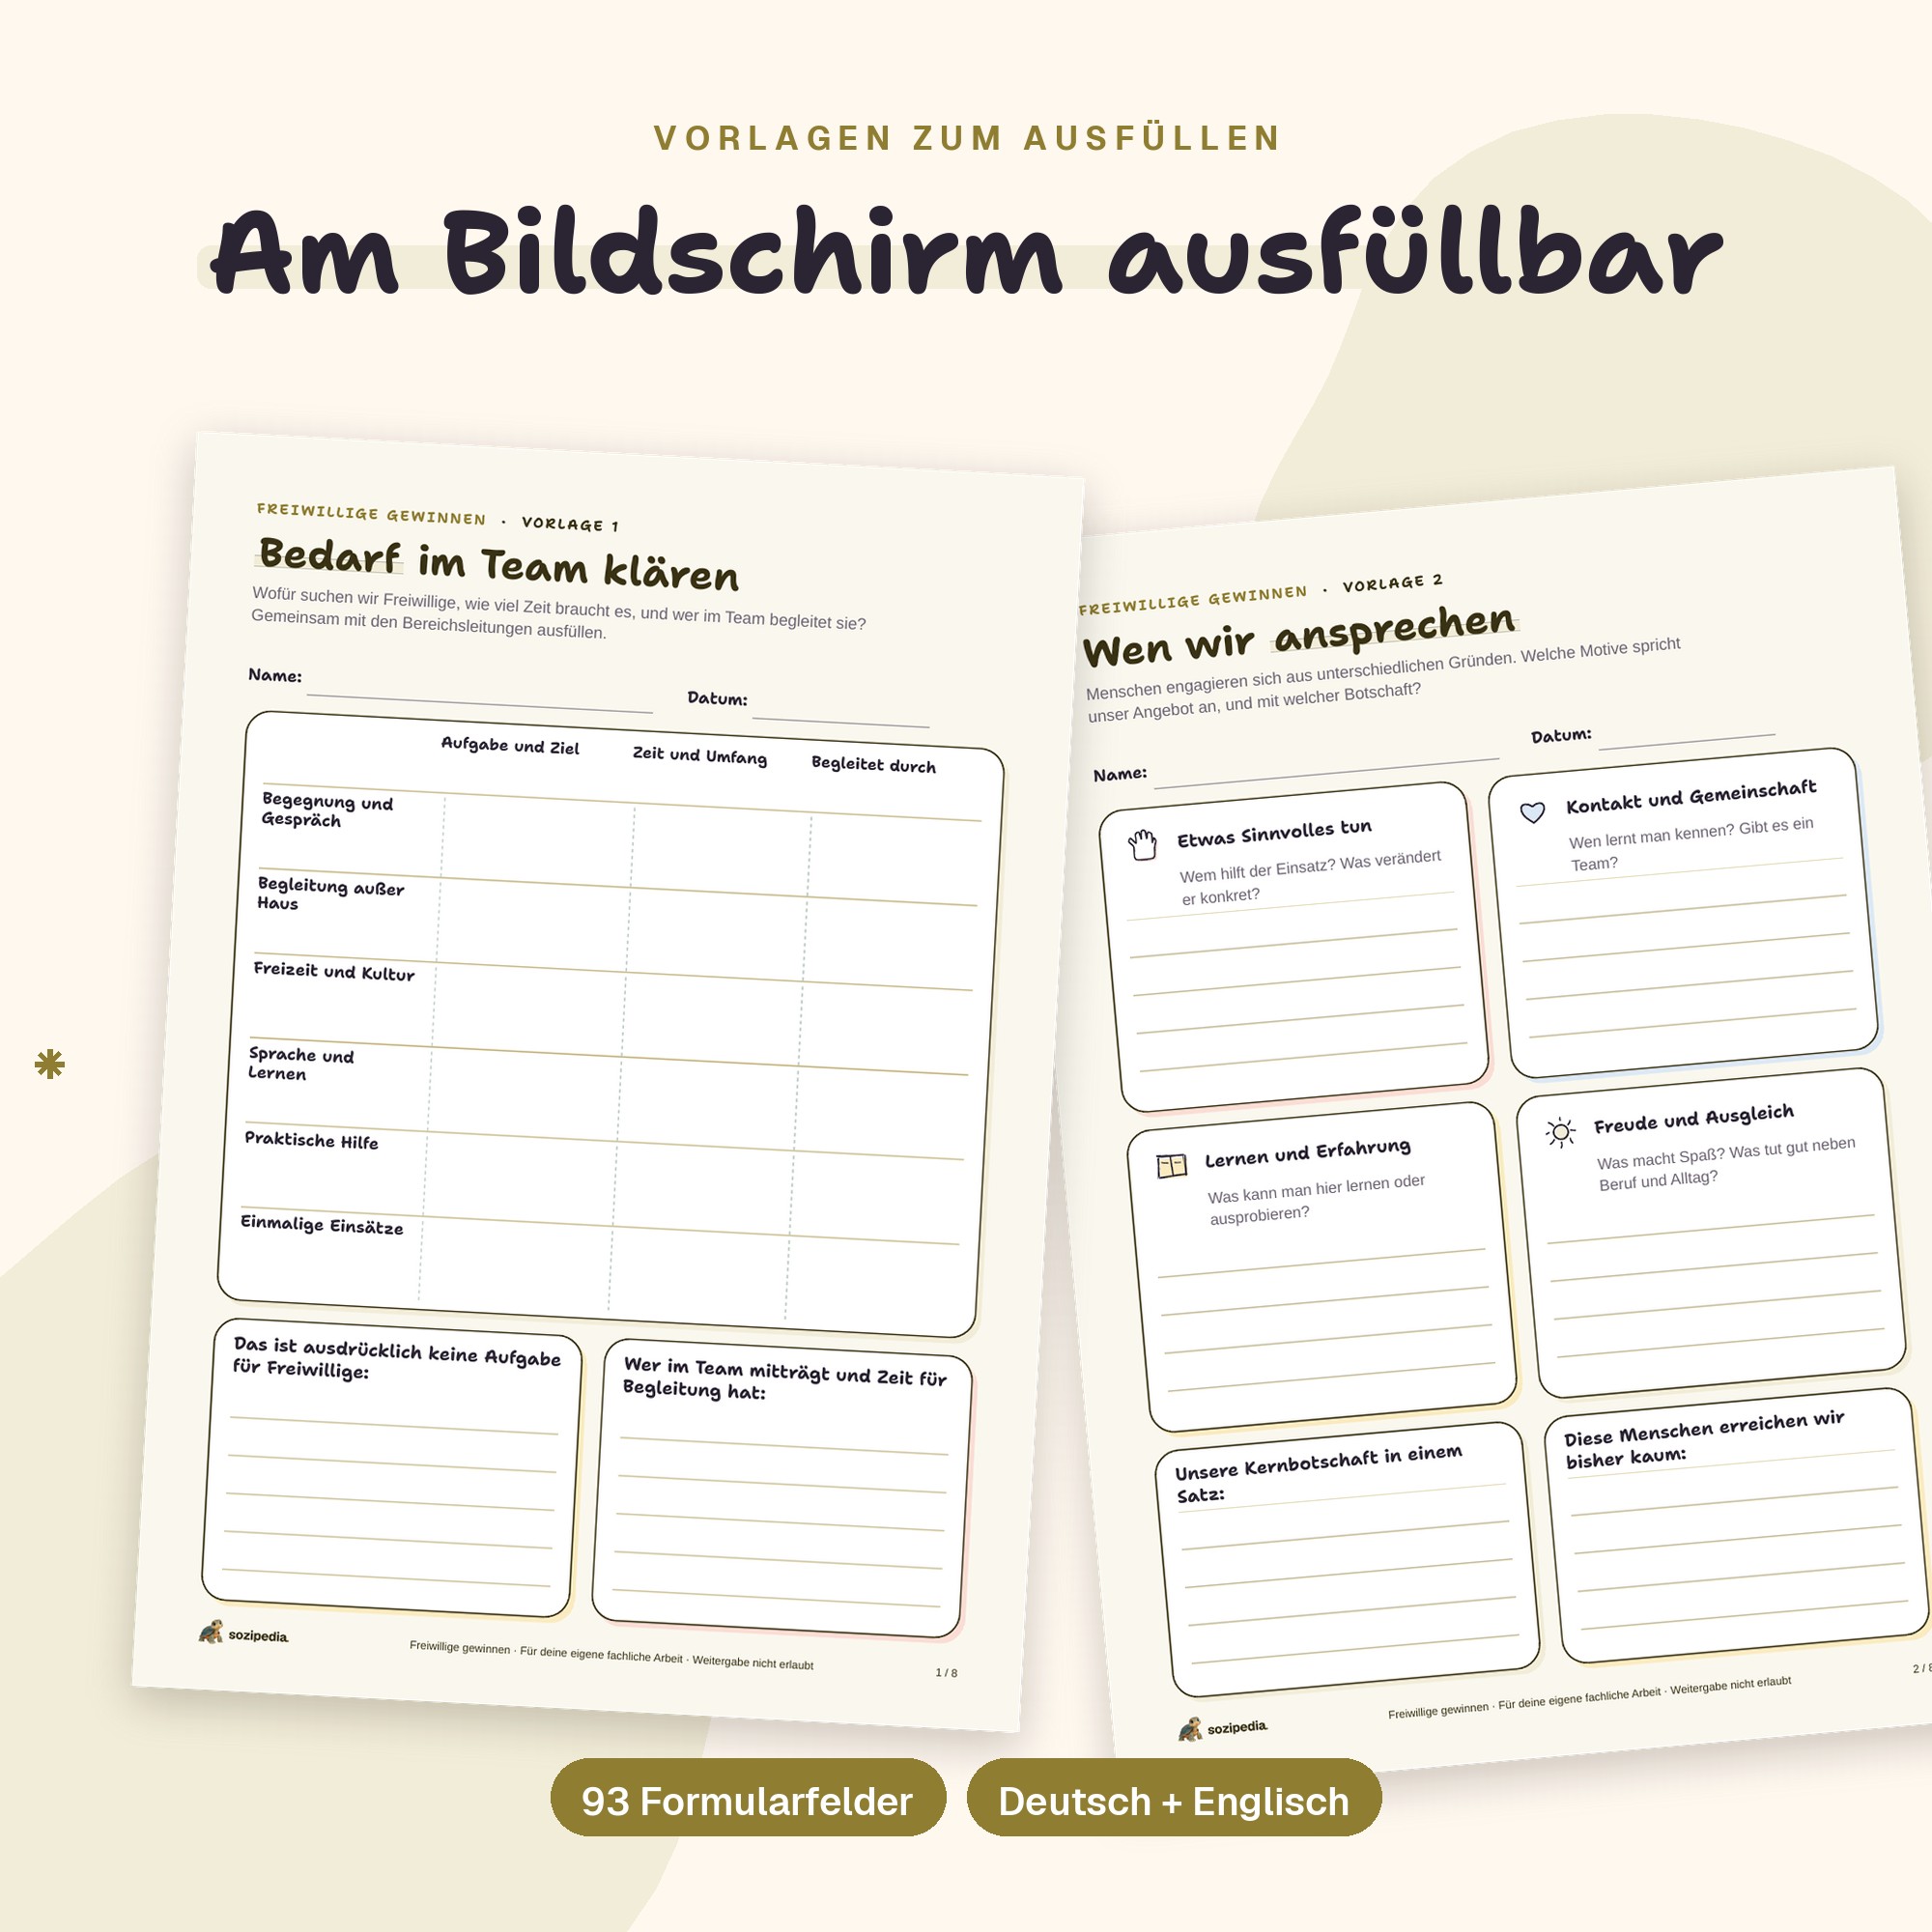 VORLAGEN ZUM AUSFÜLLEN
Am Bildschirm ausfüllbar
FREIWILLIGE GEWINNEN · VORLAGE 1
Bedarf im Team klären
Wofür suchen wir Freiwillige, wie viel Zeit braucht es, und wer im Team begleitet sie?
Gemeinsam mit den Bereichsleitungen ausfüllen.
Name:
Datum:
Aufgabe und Ziel
Zeit und Umfang
Begleitet durch
Begegnung und
Gespräch
Begleitung außer
Haus
Freizeit und Kultur
Sprache und
Lernen
Praktische Hilfe
Einmalige Einsätze
Das ist ausdrücklich keine Aufgabe
für Freiwillige:
Wer im Team mitträgt und Zeit für
Begleitung hat:
sozipedia.
Freiwillige gewinnen · Für deine eigene fachliche Arbeit · Weitergabe nicht erlaubt
1 / 8
FREIWILLIGE GEWINNEN · VORLAGE 2
Wen wir ansprechen
Menschen engagieren sich aus unterschiedlichen Gründen. Welche Motive spricht
unser Angebot an, und mit welcher Botschaft?
Name:
Datum:
Etwas Sinnvolles tun
Wem hilft der Einsatz? Was verändert
er konkret?
Kontakt und Gemeinschaft
Wen lernt man kennen? Gibt es ein
Team?
Lernen und Erfahrung
Was kann man hier lernen oder
ausprobieren?
Freude und Ausgleich
Was macht Spaß? Was tut gut neben
Beruf und Alltag?
Unsere Kernbotschaft in einem
Satz:
Diese Menschen erreichen wir
bisher kaum:
sozipedia.
Freiwillige gewinnen · Für deine eigene fachliche Arbeit · Weitergabe nicht erlaubt
2 / 8
93 Formularfelder
Deutsch + Englisch